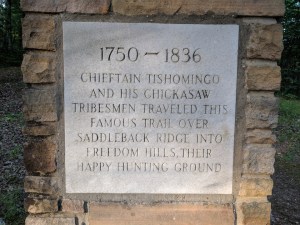 1750 – 1836
CHIEFTAIN TISHOMINGO
AND HIS CHICKASAW
TRIBESMEN TRAVELED THIS
FAMOUS TRAIL OVER
SADDLEBACK RIDGE INTO
FREEDOM HILLS, THEIR
HAPPY HUNTING GROUND